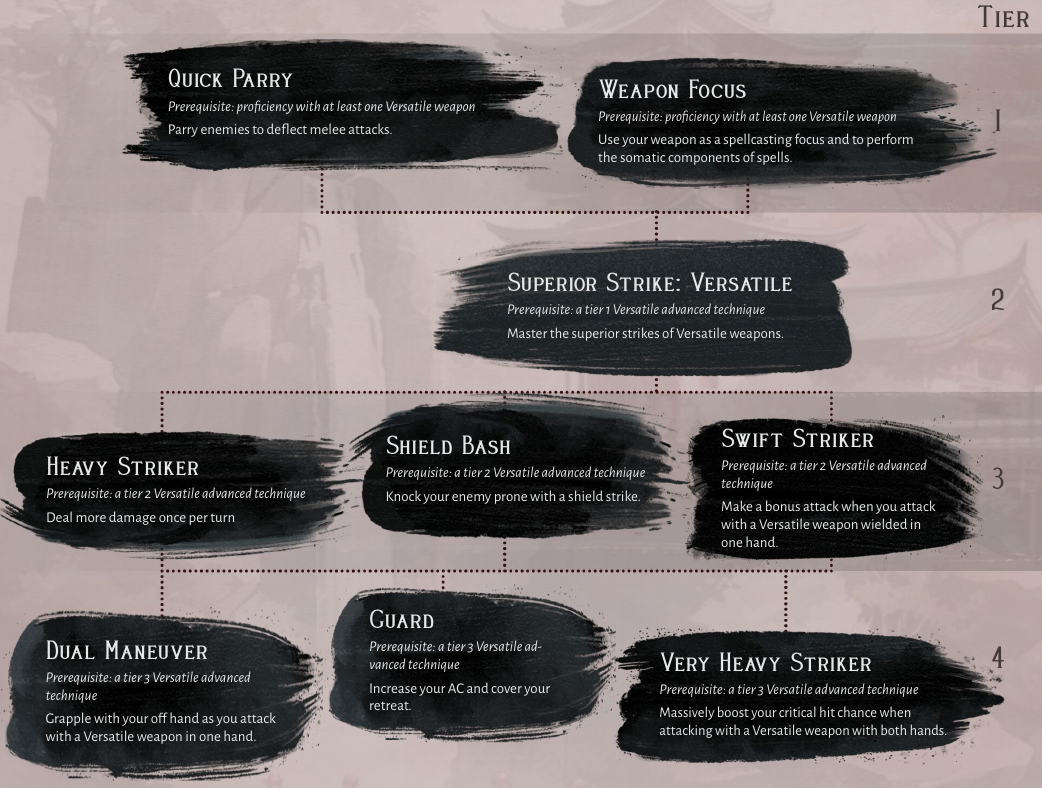 Tier
Quick Parry
Prerequisite: proficiency with at least one Versatile weapon
Parry enemies to deflect melee attacks.
Weapon Focus
Prerequisite: proficiency with at least one Versatile weapon
Use your weapon as a spellcasting focus and to perform
the somatic components of spells.
1
Superior Strike: Versatile
Prerequisite: a tier 1 Versatile advanced technique
Master the superior strikes of Versatile weapons.
2
Heavy Striker
Prerequisite: a tier 2 Versatile advanced technique
Deal more damage once per turn
Shield Bash
Prerequisite: a tier 2 Versatile advanced technique
Knock your enemy prone with a shield strike.
Swift Striker
Prerequisite: a tier 2 Versatile advanced
technique
Make a bonus attack when you attack
with a Versatile weapon wielded in
one hand.
3
Dual Maneuver
Prerequisite: a tier 3 Versatile advanced
technique
Grapple with your off hand as you attack
with a Versatile weapon in one hand.
Guard
Prerequisite: a tier 3 Versatile ad-
vanced technique
Increase your AC and cover your
retreat.
Very Heavy Striker
Prerequisite: a tier 3 Versatile advanced technique
Massively boost your critical hit chance when
attacking with a Versatile weapon with both hands.
4